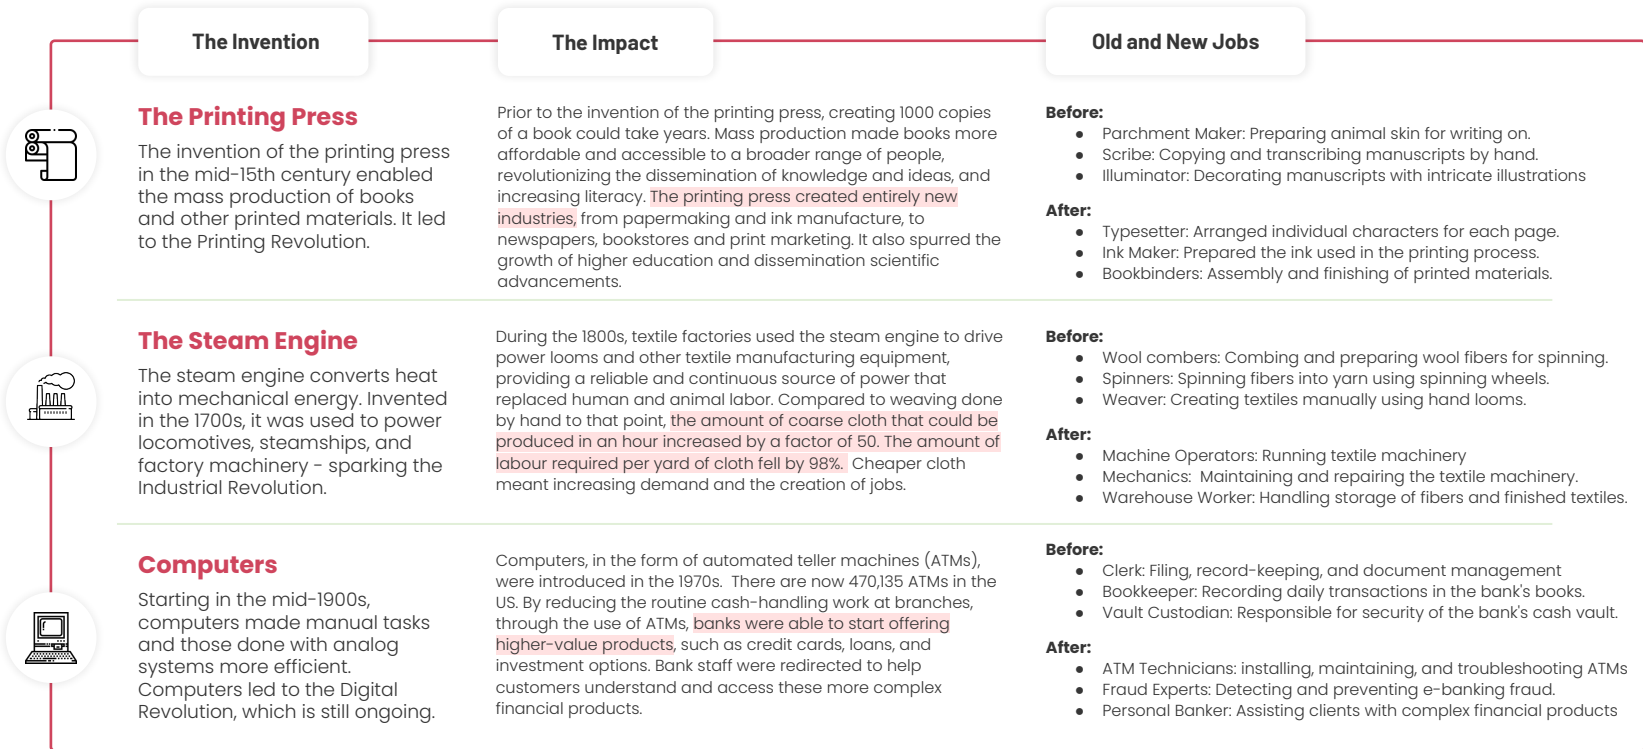 The Invention
The Impact
Old and New Jobs
The Printing Press
The invention of the printing press
in the mid-15th century enabled
the mass production of books
and other printed materials. It led
to the Printing Revolution.
Prior to the invention of the printing press, creating 1000 copies
of a book could take years. Mass production made books more
affordable and accessible to a broader range of people,
revolutionizing the dissemination of knowledge and ideas, and
increasing literacy. The printing press created entirely new
industries, from papermaking and ink manufacture, to
newspapers, bookstores and print marketing. It also spurred the
growth of higher education and dissemination scientific
advancements.
Before:
● Parchment Maker: Preparing animal skin for writing on.
● Scribe: Copying and transcribing manuscripts by hand.
● Illuminator: Decorating manuscripts with intricate illustrations
After:
● Typesetter: Arranged individual characters for each page.
● Ink Maker: Prepared the ink used in the printing process.
● Bookbinders: Assembly and finishing of printed materials.
The Steam Engine
The steam engine converts heat
into mechanical energy. Invented
in the 1700s, it was used to power
locomotives, steamships, and
factory machinery - sparking the
Industrial Revolution.
During the 1800s, textile factories used the steam engine to drive
power looms and other textile manufacturing equipment,
providing a reliable and continuous source of power that
replaced human and animal labor. Compared to weaving done
by hand to that point, the amount of coarse cloth that could be
produced in an hour increased by a factor of 50. The amount of
labour required per yard of cloth fell by 98%. Cheaper cloth
meant increasing demand and the creation of jobs.
Before:
● Wool combers: Combing and preparing wool fibers for spinning.
● Spinners: Spinning fibers into yarn using spinning wheels.
● Weaver: Creating textiles manually using hand looms.
After:
● Machine Operators: Running textile machinery
● Mechanics: Maintaining and repairing the textile machinery.
● Warehouse Worker: Handling storage of fibers and finished textiles.
Computers
Starting in the mid-1900s,
computers made manual tasks
and those done with analog
systems more efficient.
Computers led to the Digital
Revolution, which is still ongoing.
Computers, in the form of automated teller machines (ATMs),
were introduced in the 1970s. There are now 470,135 ATMs in the
US. By reducing the routine cash-handling work at branches,
through the use of ATMs, banks were able to start offering
higher-value products, such as credit cards, loans, and
investment options. Bank staff were redirected to help
customers understand and access these more complex
financial products.
Before:
● Clerk: Filing, record-keeping, and document management
● Bookkeeper: Recording daily transactions in the bank's books.
● Vault Custodian: Responsible for security of the bank's cash vault.
After:
● ATM Technicians: installing, maintaining, and troubleshooting ATMs
● Fraud Experts: Detecting and preventing e-banking fraud.
● Personal Banker: Assisting clients with complex financial products